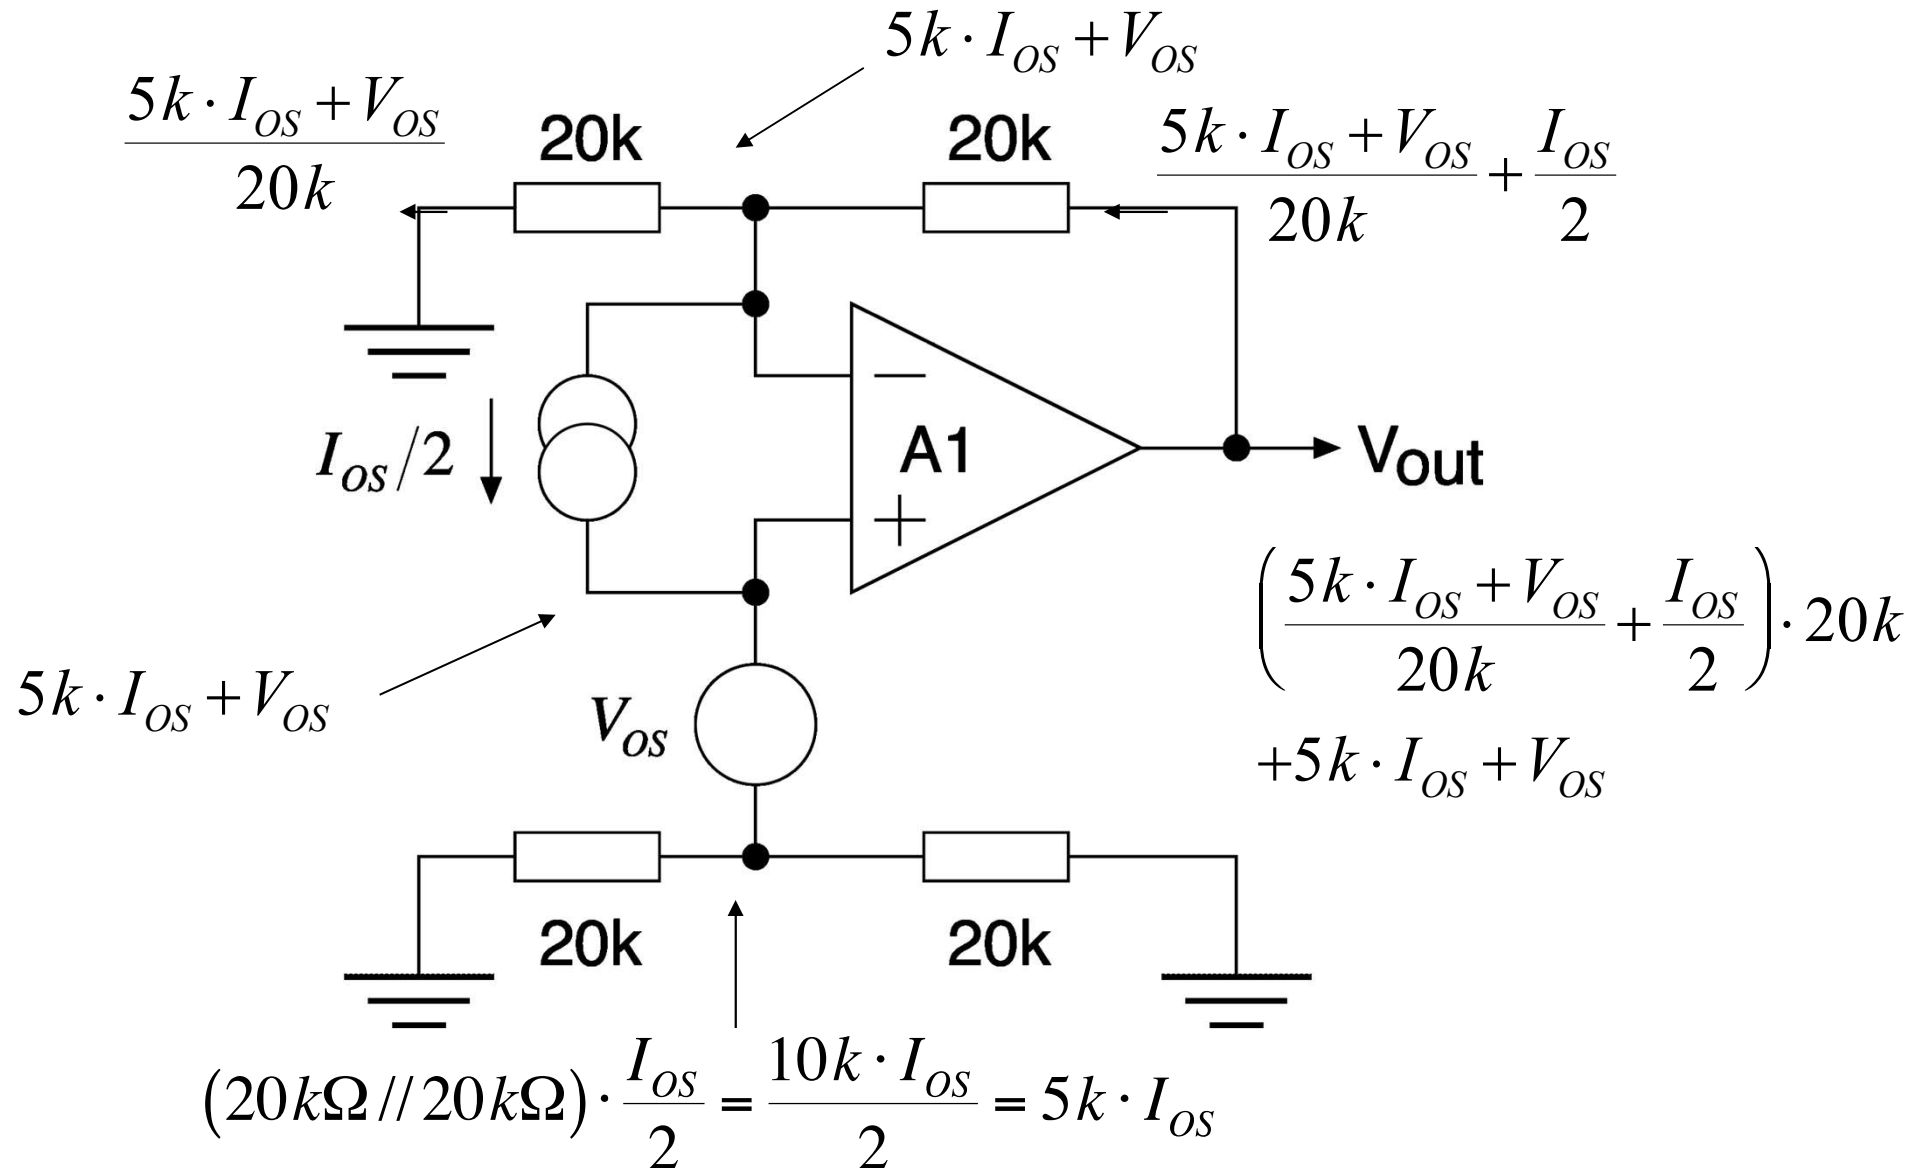 5k · I_OS + V_OS
(5k · I_OS + V_OS)/20k
20k
20k
(5k · I_OS + V_OS)/20k + I_OS/2
−
I_os/2
A1
V_out
+
((5k · I_OS + V_OS)/20k + I_OS/2) · 20k
+5k · I_OS + V_OS
5k · I_OS + V_OS
V_os
20k
20k
(20kΩ // 20kΩ) · I_OS/2 = 10k · I_OS/2 = 5k · I_OS